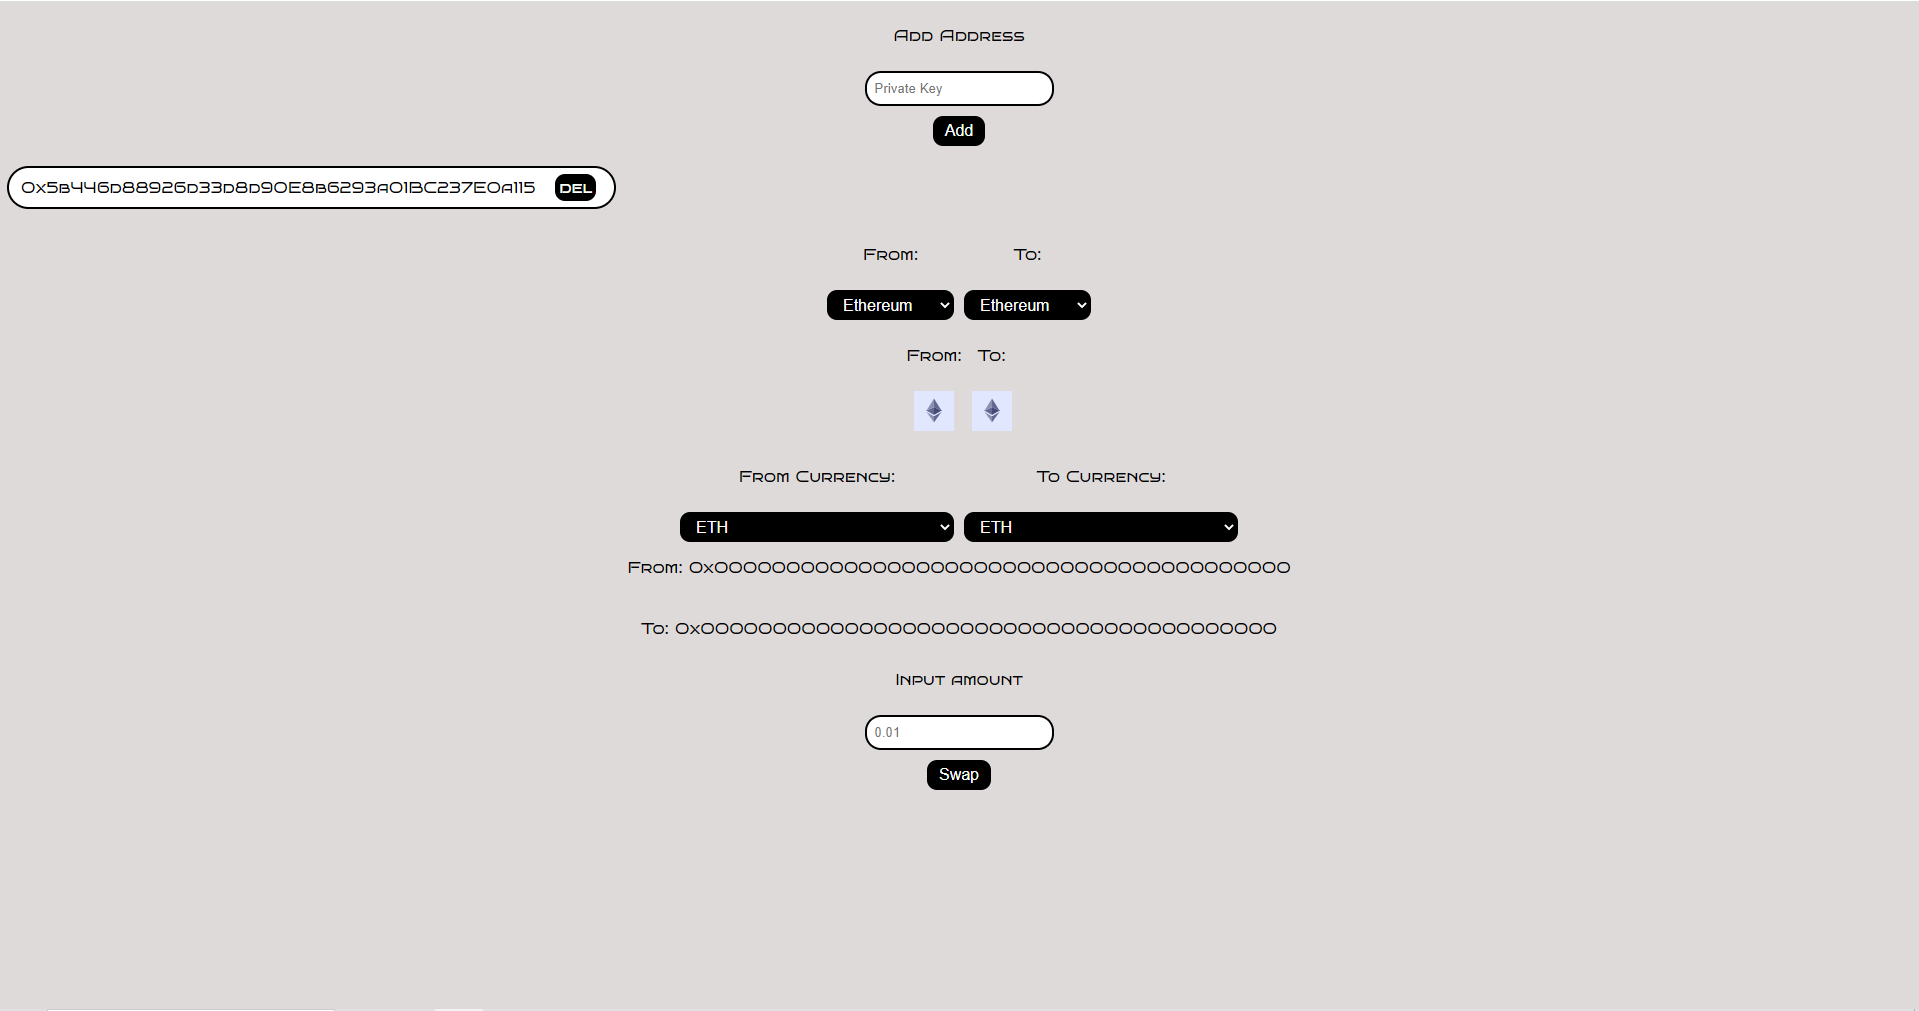 Add Address
Private Key
Add
0x5b446d88926d33d8d90E8b6293a01BC237E0a115 DEL
From: To:
Ethereum Ethereum
From: To:
From Currency: To Currency:
ETH ETH
From: 0x0000000000000000000000000000000000000000
To: 0x0000000000000000000000000000000000000000
Input amount
0.01
Swap